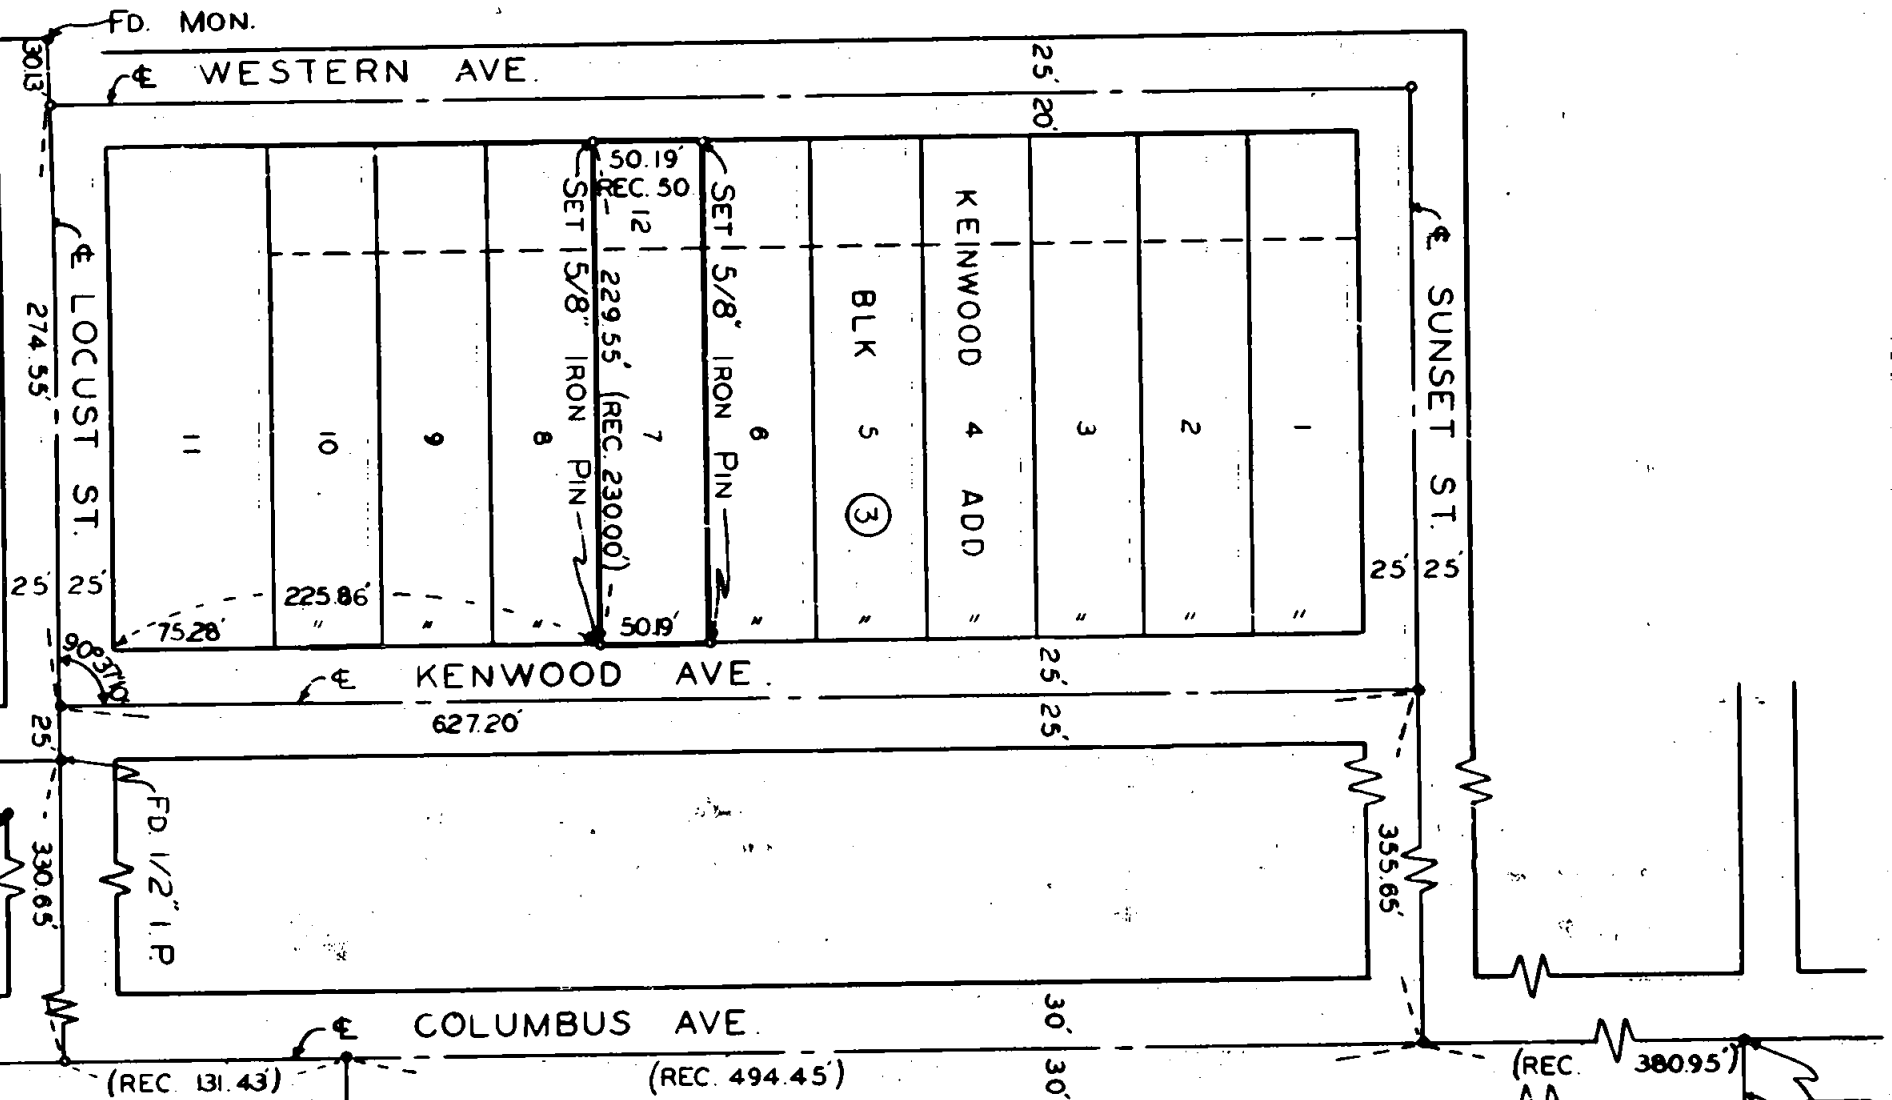 FD. MON.
30.13'
℄ WESTERN AVE.
25'
20'
50.19'
REC. 50
12
SET 5/8" IRON PIN
229.55' (REC. 230.00')
SET 5/8" IRON PIN
KENWOOD 4 ADD
BLK 5 ③
℄ LOCUST ST.
274.55'
℄ SUNSET ST.
11
10
9
8
7
6
3
2
1
25' 25'
25' 25'
225.86'
75.28' " " " 50.19' " " " " " "
90°37'10"
℄ KENWOOD AVE.
25'
627.20'
25'
25'
FD. 1/2" I.P.
330.65'
355.65'
℄ COLUMBUS AVE.
30'
30'
(REC. 131.43')
(REC. 494.45')
(REC. 380.95')